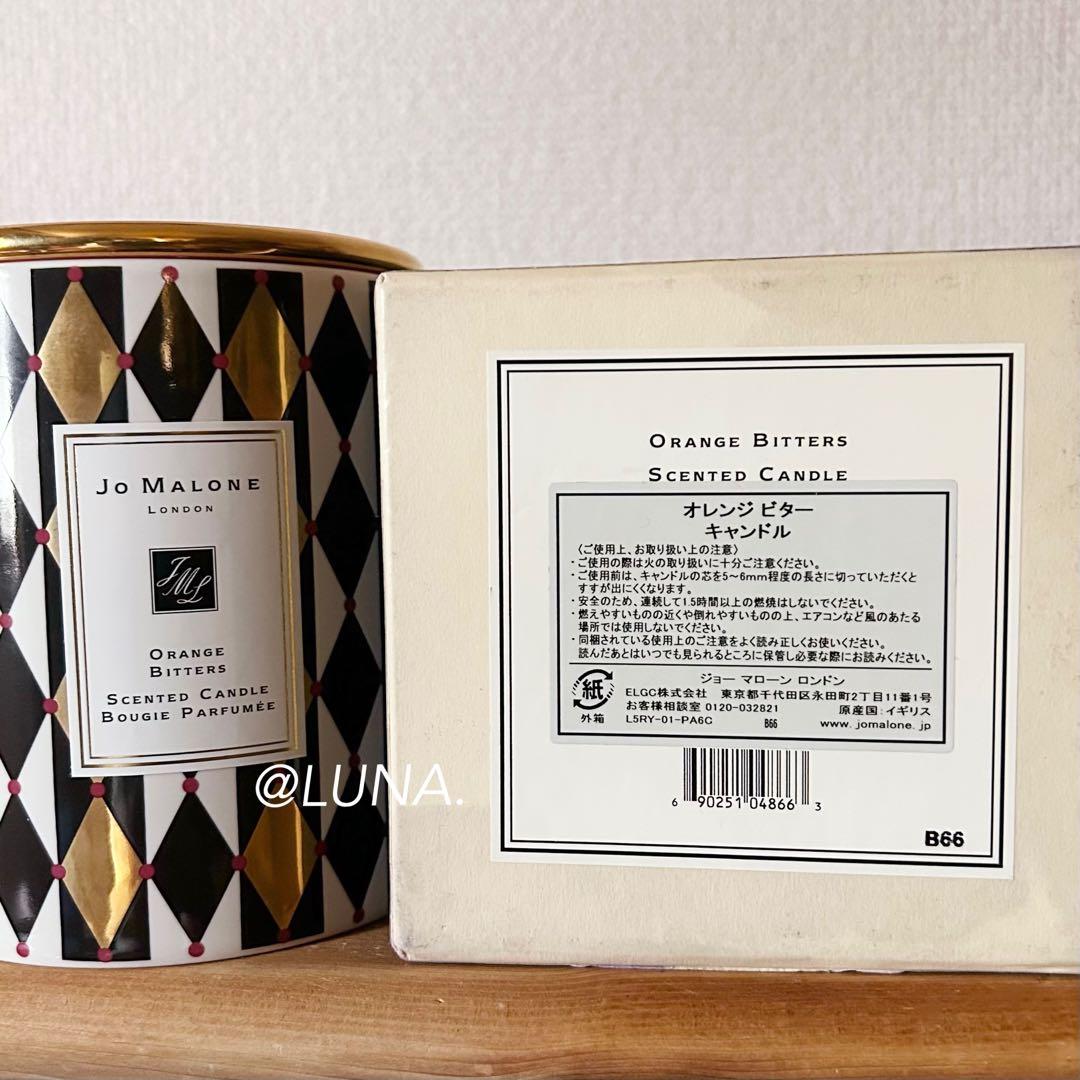 JO MALONE
LONDON
JML
ORANGE
BITTERS
SCENTED CANDLE
BOUGIE PARFUMÉE
@LUNA.
ORANGE BITTERS
SCENTED CANDLE
オレンジ ビター
キャンドル
〈ご使用上、お取り扱い上の注意〉
・ご使用の際は火の取り扱いに十分ご注意ください。
・ご使用前は、キャンドルの芯を5～6mm程度の長さに切っていただくと
すすが出にくくなります。
・安全のため、連続して1.5時間以上の燃焼はしないでください。
・燃えやすいものの近くや倒れやすいものの上、エアコンなど風のあたる
場所では使用しないでください。
・同梱されている使用上のご注意をよく読み正しくお使いください。
読んだあとはいつでも見られるところに保管し必要な際にお読みください。
紙
外箱
ジョー マローン ロンドン
ELGC株式会社 東京都千代田区永田町2丁目11番1号
お客様相談室 0120-032821 原産国：イギリス
L5RY-01-PA6C B66 www.jomalone.jp
6 90251 04866 3
B66